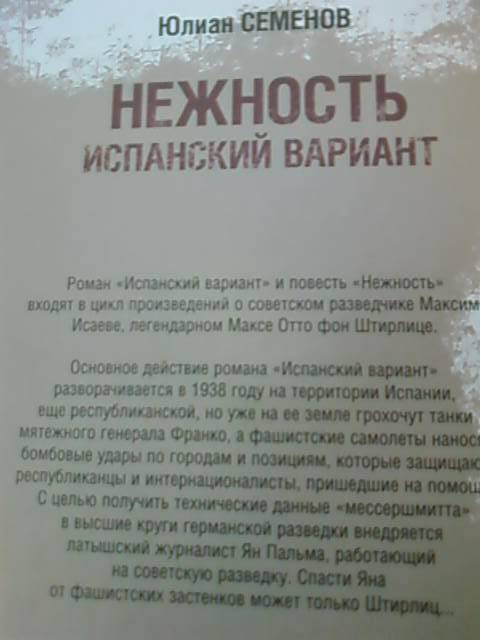 Юлиан СЕМЕНОВ
НЕЖНОСТЬ
ИСПАНСКИЙ ВАРИАНТ
Роман «Испанский вариант» и повесть «Нежность»
входят в цикл произведений о советском разведчике Максим
Исаеве, легендарном Максе Отто фон Штирлице.
Основное действие романа «Испанский вариант»
разворачивается в 1938 году на территории Испании,
еще республиканской, но уже на ее земле грохочут танки
мятежного генерала Франко, а фашистские самолеты нанося
бомбовые удары по городам и позициям, которые защищаю
республиканцы и интернационалисты, пришедшие на помощ
С целью получить технические данные «мессершмитта»
в высшие круги германской разведки внедряется
латышский журналист Ян Пальма, работающий
на советскую разведку. Спасти Яна
от фашистских застенков может только Штирлиц...